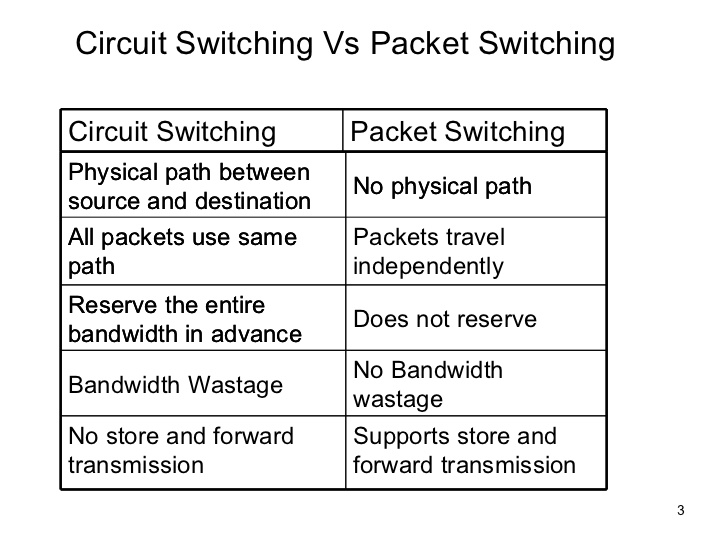 Circuit Switching Vs Packet Switching
Circuit Switching
Packet Switching
Physical path between
source and destination
No physical path
All packets use same
path
Packets travel
independently
Reserve the entire
bandwidth in advance
Does not reserve
Bandwidth Wastage
No Bandwidth
wastage
No store and forward
transmission
Supports store and
forward transmission
3